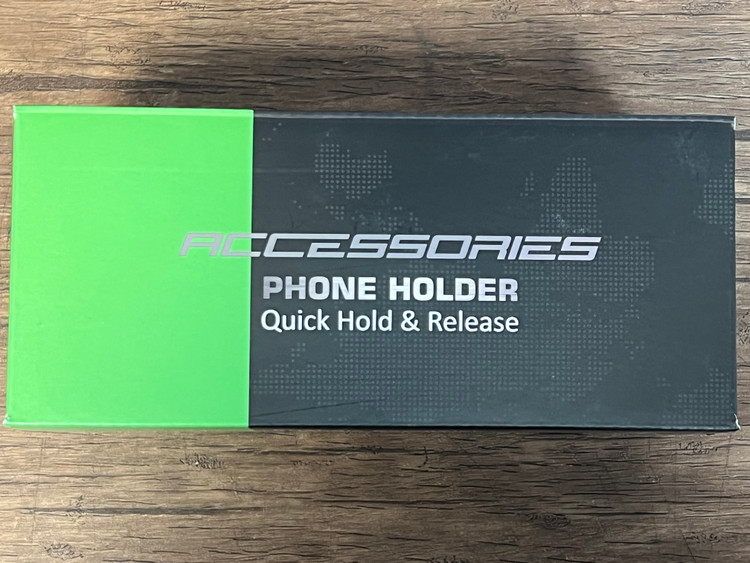 ACCESSORIES
PHONE HOLDER
Quick Hold & Release